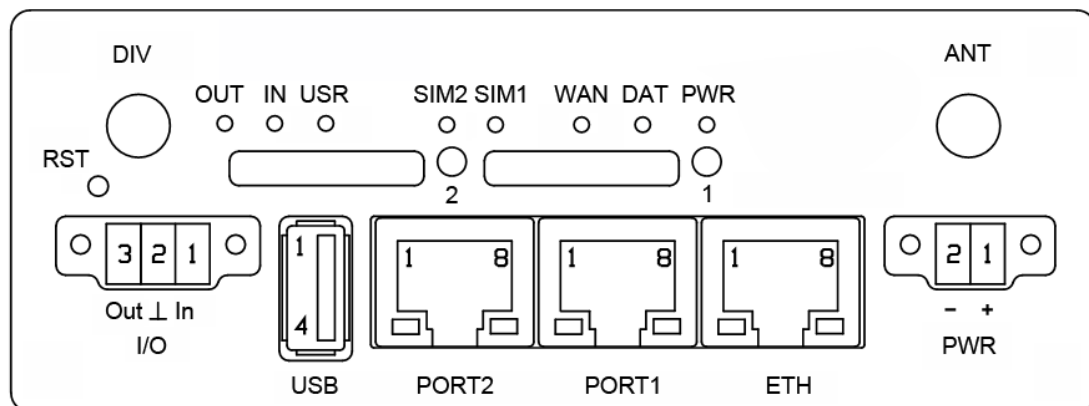 DIV ANT
OUT IN USR SIM2 SIM1 WAN DAT PWR
RST
2 1
3 2 1 1 1 8 1 8 1 8 2 1
Out ⊥ In 4 - +
I/O PWR
USB PORT2 PORT1 ETH